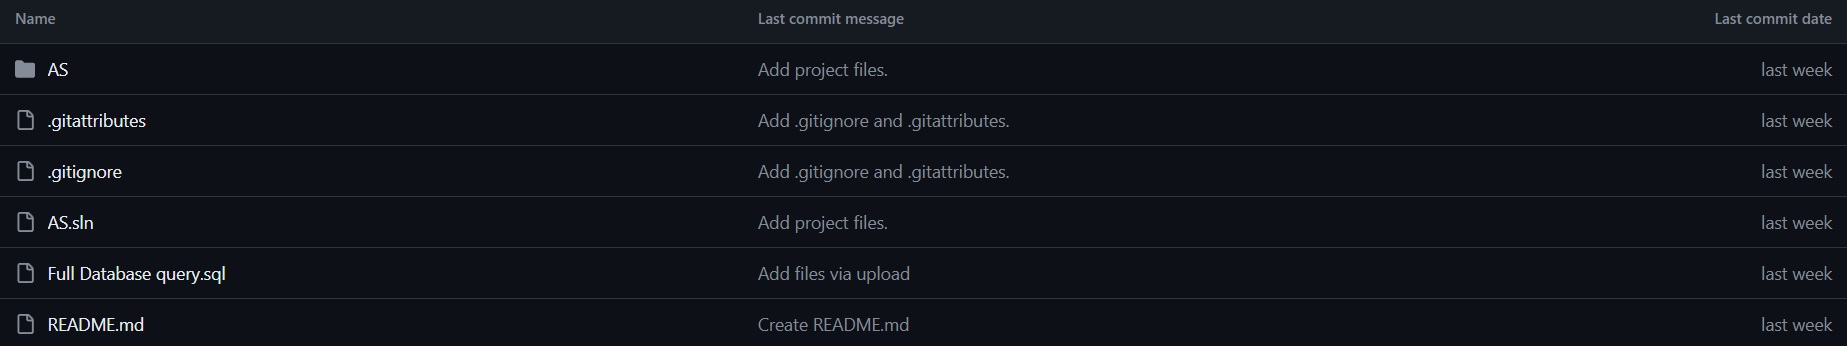 Name Last commit message Last commit date
AS Add project files. last week
.gitattributes Add .gitignore and .gitattributes. last week
.gitignore Add .gitignore and .gitattributes. last week
AS.sln Add project files. last week
Full Database query.sql Add files via upload last week
README.md Create README.md last week